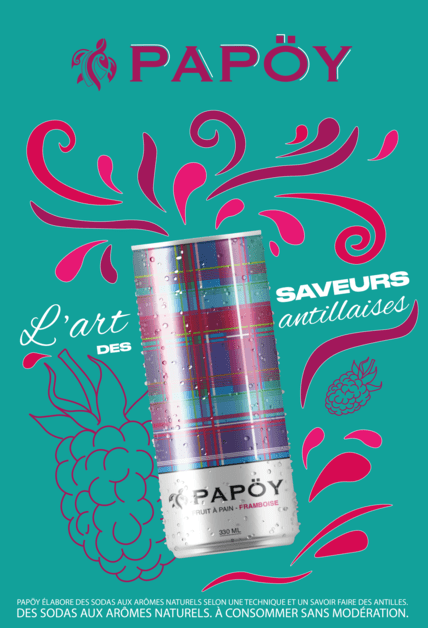 PAPÖY
L'art
DES
SAVEURS
antillaises
PAPÖY
FRUIT À PAIN - FRAMBOISE
330 ML
PAPÖY ÉLABORE DES SODAS AUX ARÔMES NATURELS SELON UNE TECHNIQUE ET UN SAVOIR FAIRE DES ANTILLES.
DES SODAS AUX ARÔMES NATURELS. À CONSOMMER SANS MODÉRATION.